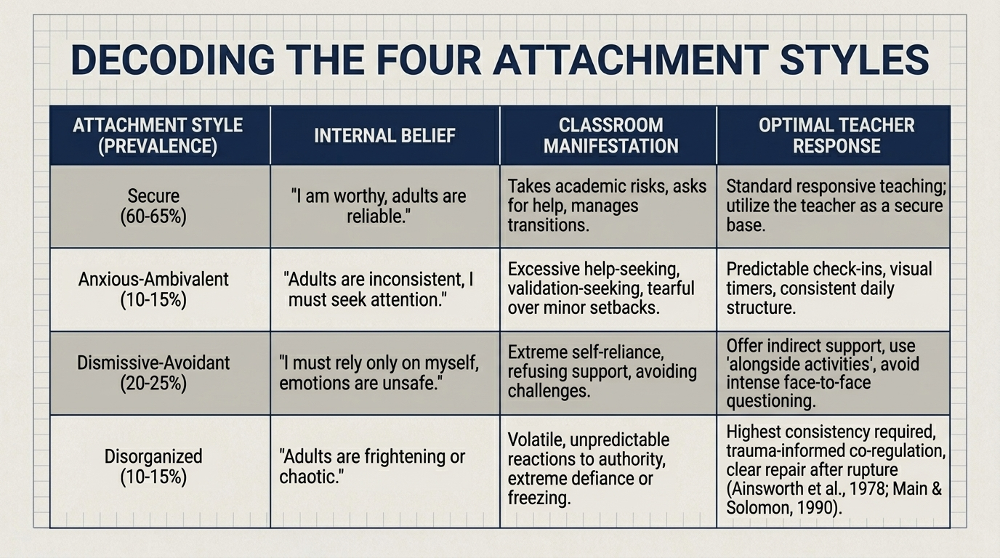 DECODING THE FOUR ATTACHMENT STYLES
ATTACHMENT STYLE
(PREVALENCE)
INTERNAL BELIEF
CLASSROOM
MANIFESTATION
OPTIMAL TEACHER
RESPONSE
Secure
(60-65%)
"I am worthy, adults are
reliable."
Takes academic risks, asks
for help, manages
transitions.
Standard responsive teaching;
utilize the teacher as a secure
base.
Anxious-Ambivalent
(10-15%)
"Adults are inconsistent, I
must seek attention."
Excessive help-seeking,
validation-seeking, tearful
over minor setbacks.
Predictable check-ins, visual
timers, consistent daily
structure.
Dismissive-Avoidant
(20-25%)
"I must rely only on myself,
emotions are unsafe."
Extreme self-reliance,
refusing support, avoiding
challenges.
Offer indirect support, use
'alongside activities', avoid
intense face-to-face
questioning.
Disorganized
(10-15%)
"Adults are frightening or
chaotic."
Volatile, unpredictable
reactions to authority,
extreme defiance or
freezing.
Highest consistency required,
trauma-informed co-regulation,
clear repair after rupture
(Ainsworth et al., 1978; Main &
Solomon, 1990).